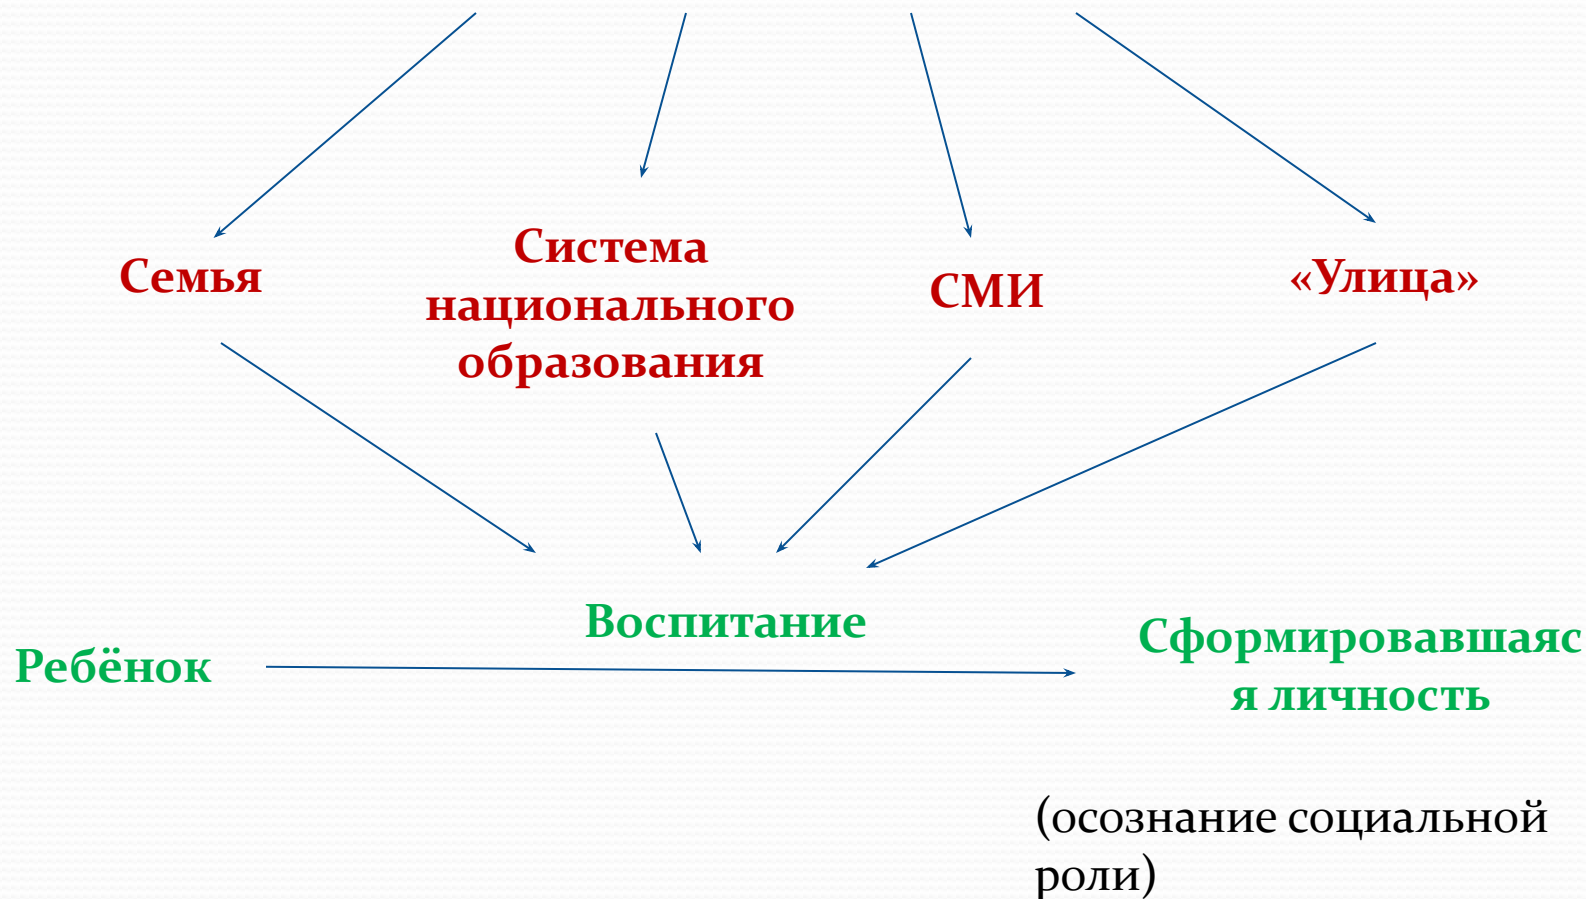 Семья
Система
национального
образования
СМИ
«Улица»
Воспитание
Ребёнок
Сформировавшаяс
я личность
(осознание социальной
роли)